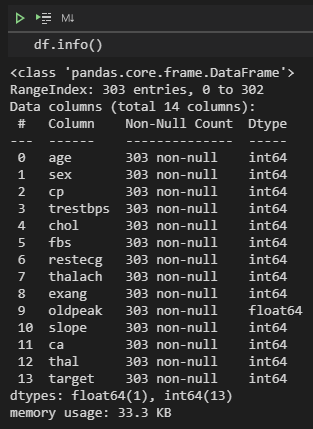 M↓
df.info()
<class 'pandas.core.frame.DataFrame'>
RangeIndex: 303 entries, 0 to 302
Data columns (total 14 columns):
 #   Column    Non-Null Count  Dtype
---  ------    --------------  -----
 0   age       303 non-null    int64
 1   sex       303 non-null    int64
 2   cp        303 non-null    int64
 3   trestbps  303 non-null    int64
 4   chol      303 non-null    int64
 5   fbs       303 non-null    int64
 6   restecg   303 non-null    int64
 7   thalach   303 non-null    int64
 8   exang     303 non-null    int64
 9   oldpeak   303 non-null    float64
 10  slope     303 non-null    int64
 11  ca        303 non-null    int64
 12  thal      303 non-null    int64
 13  target    303 non-null    int64
dtypes: float64(1), int64(13)
memory usage: 33.3 KB